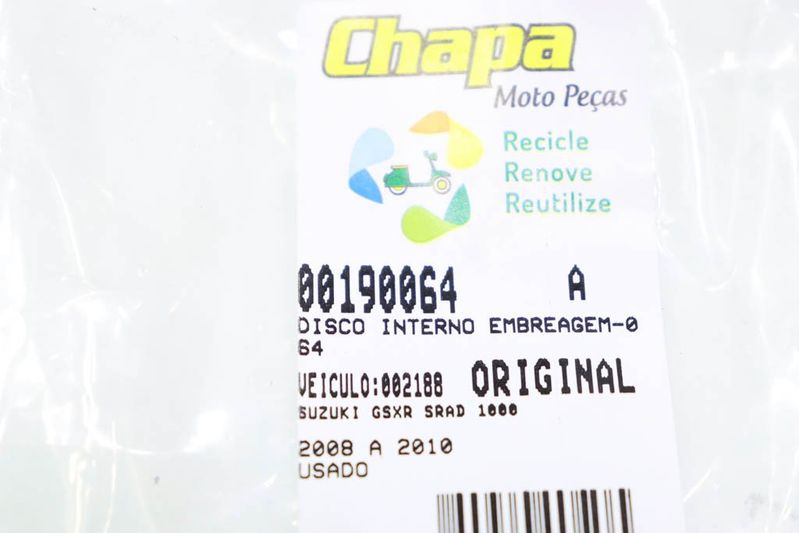 Chapa
Moto Peças
Recicle
Renove
Reutilize
00190064 A
DISCO INTERNO EMBREAGEM-0
64
VEICULO:002188 ORIGINAL
SUZUKI GSXR SRAD 1000
2008 A 2010
USADO